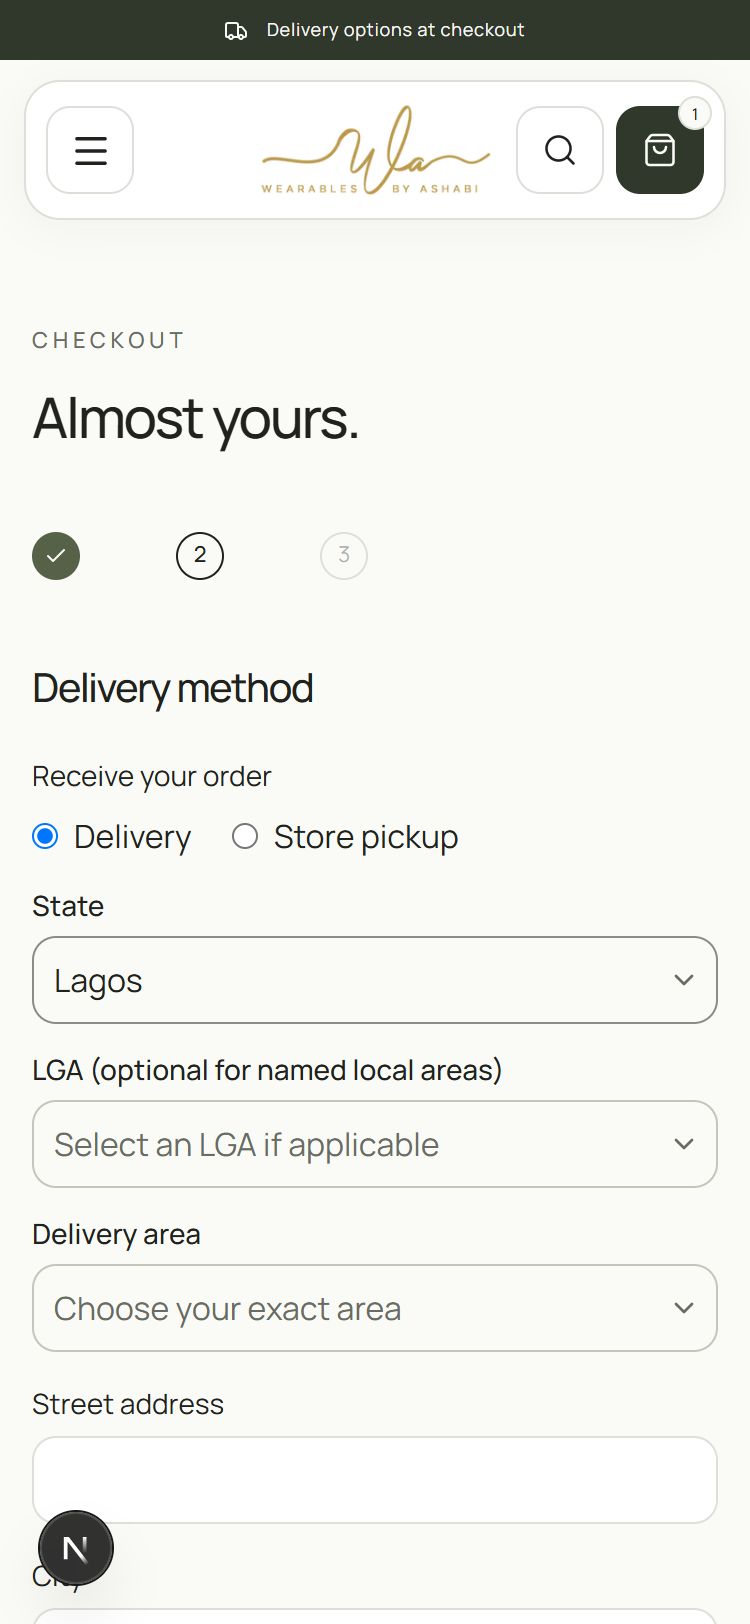 Delivery options at checkout
Wla
WEARABLES BY ASHABI
1
CHECKOUT
Almost yours.
2
3
Delivery method
Receive your order
Delivery
Store pickup
State
Lagos
LGA (optional for named local areas)
Select an LGA if applicable
Delivery area
Choose your exact area
Street address
N
City